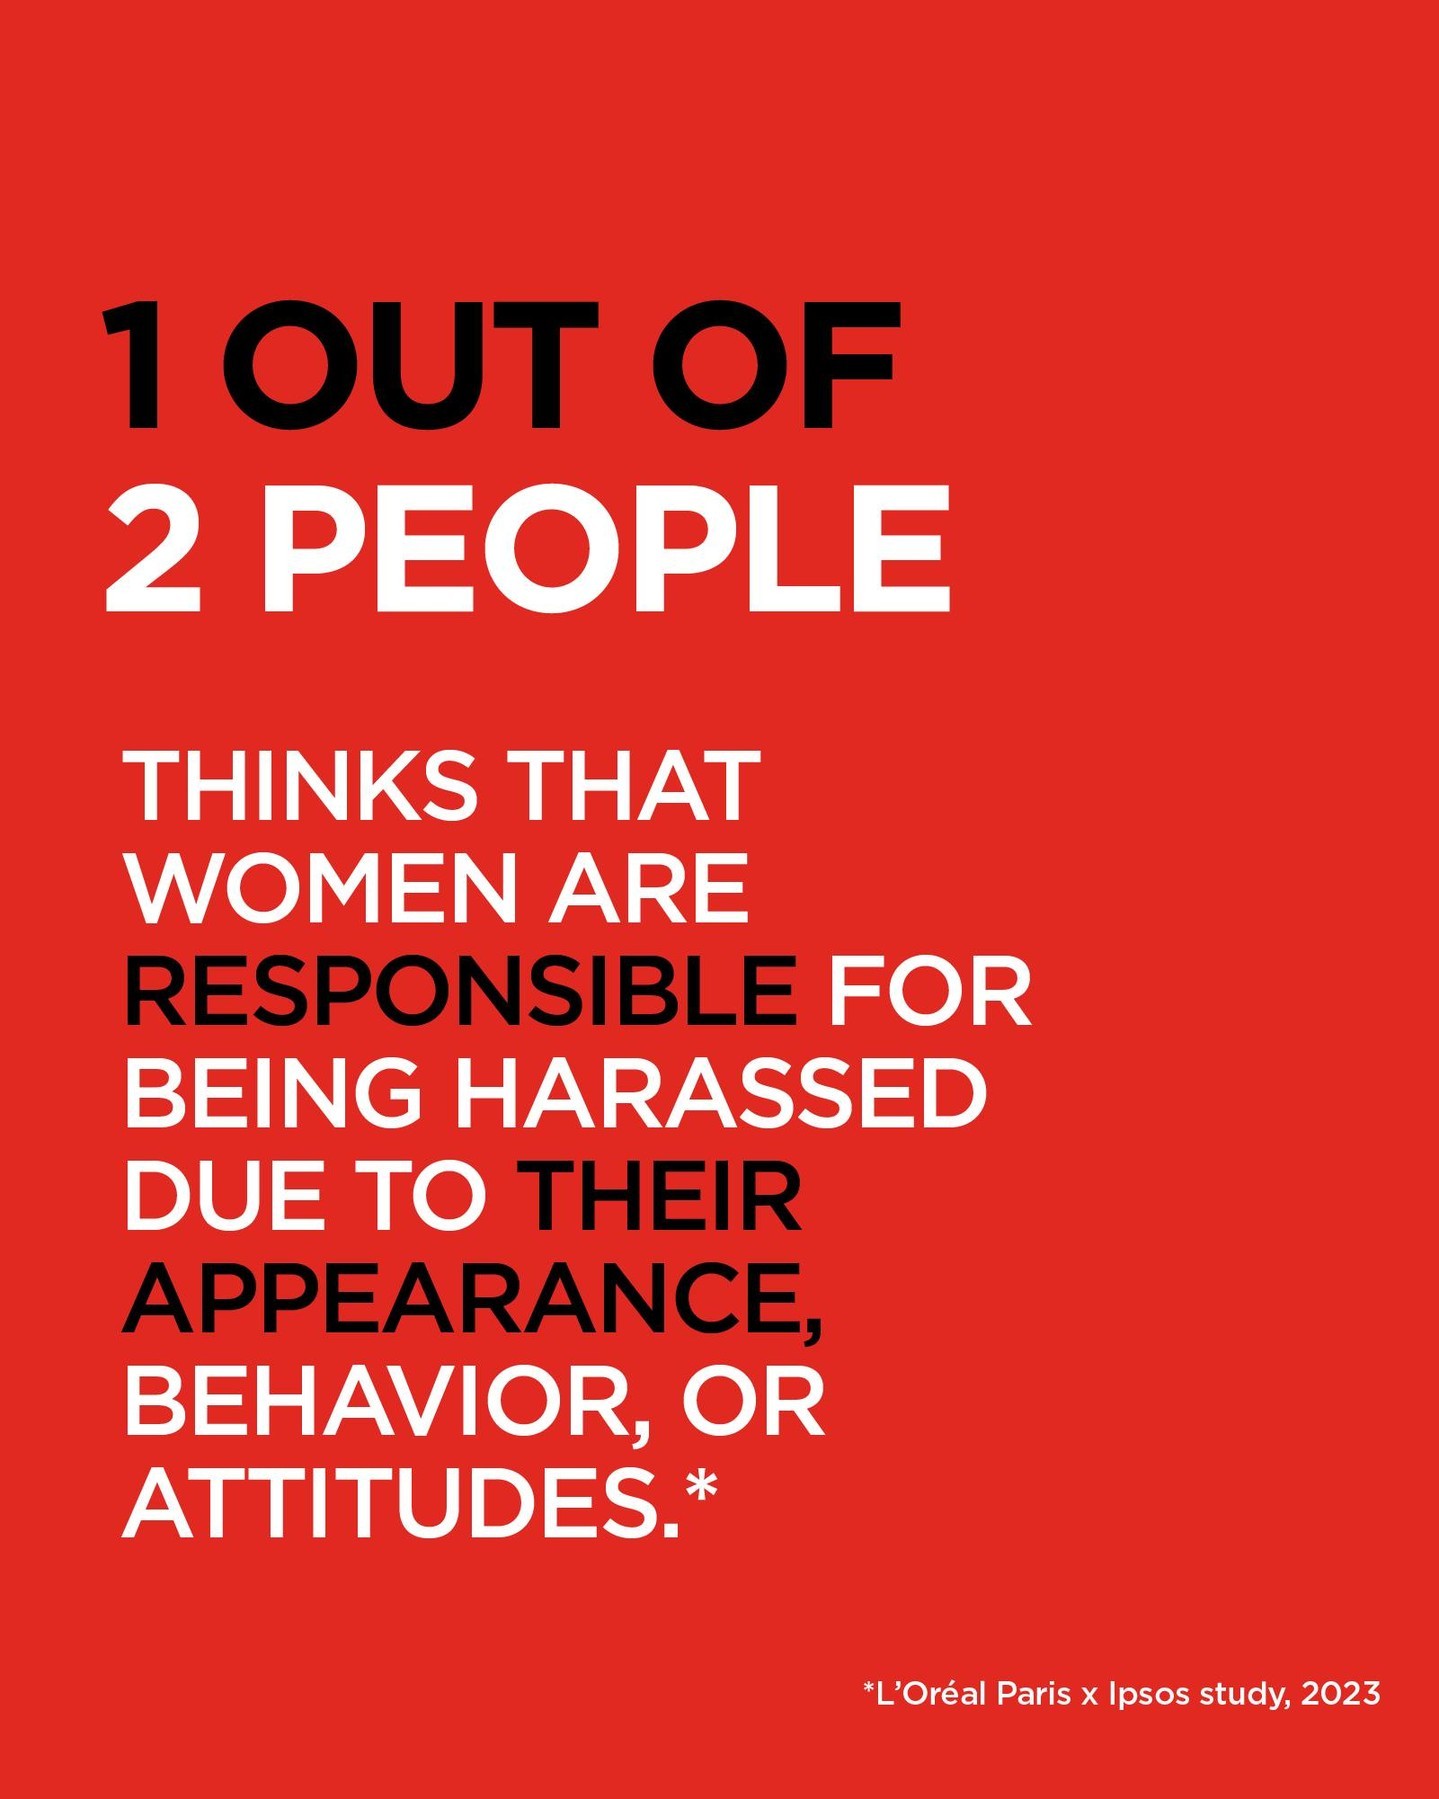 1 OUT OF
2 PEOPLE
THINKS THAT
WOMEN ARE
RESPONSIBLE FOR
BEING HARASSED
DUE TO THEIR
APPEARANCE,
BEHAVIOR, OR
ATTITUDES.*
*L’Oréal Paris x Ipsos study, 2023